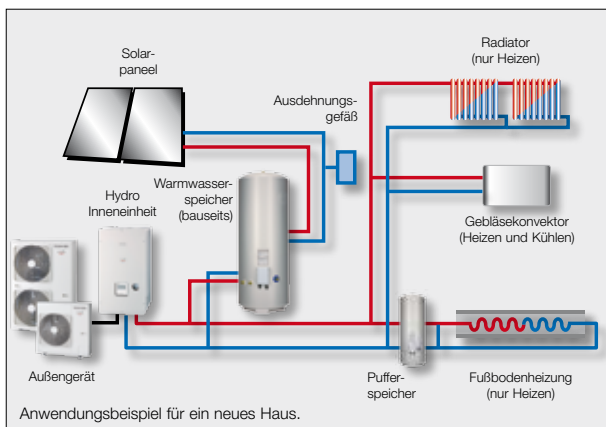 Solar-
paneel
Radiator
(nur Heizen)
Ausdehnungs-
gefäß
Hydro
Inneneinheit
Warmwasser-
speicher
(bauseits)
Gebläsekonvektor
(Heizen und Kühlen)
Außengerät
Puffer-
speicher
Fußbodenheizung
(nur Heizen)
Anwendungsbeispiel für ein neues Haus.